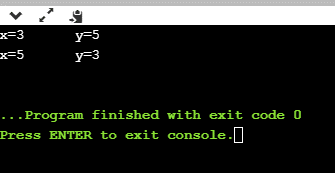 x=3      y=5
x=5      y=3
...Program finished with exit code 0
Press ENTER to exit console.